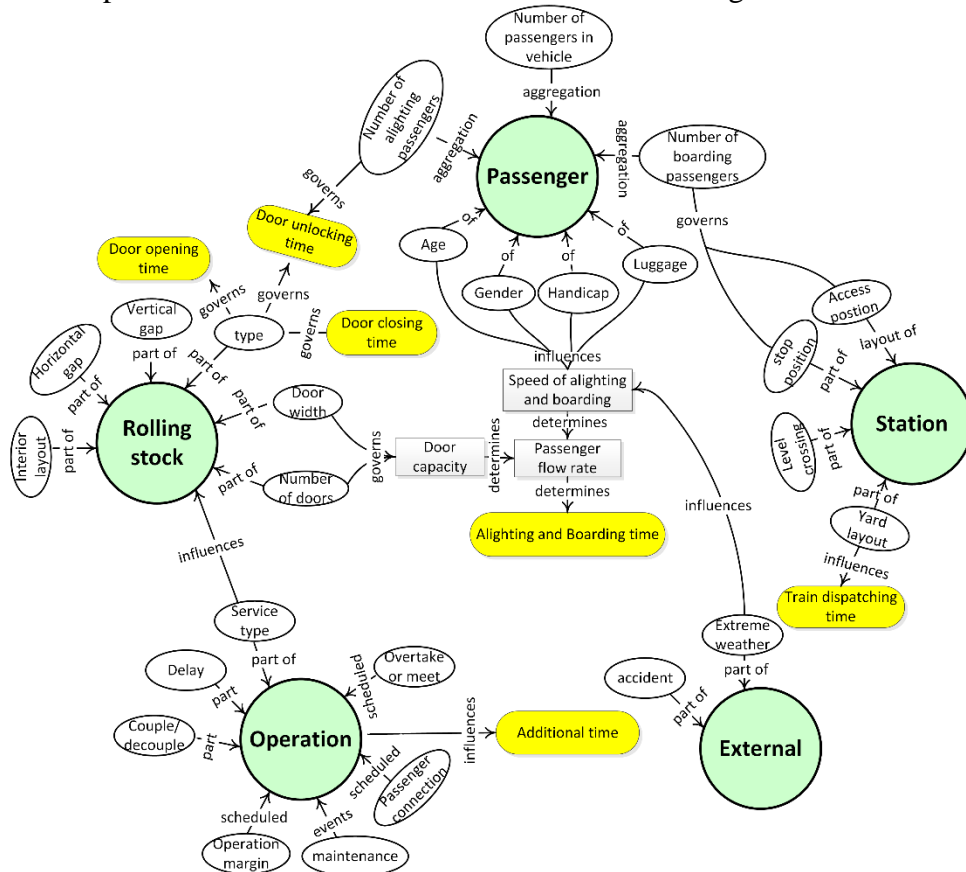 Number of
passengers in
vehicle
aggregation
Number of
alighting
passengers
aggregation
governs
Passenger
aggregation
Number of
boarding
passengers
governs
Door unlocking
time
Door opening
time
governs
governs
Age
of
Gender
of
Handicap
of
Luggage
of
Access
postion
layout of
stop
position
part of
Vertical
gap
part of
type
governs
Door closing
time
part of
Horizontal
gap
part of
influences
Speed of alighting
and boarding
Interior
layout
part of
Rolling
stock
part of
Door
width
determines
governs
Door
capacity
determines
Passenger
flow rate
part of
Number
of doors
determines
Alighting and Boarding time
Station
Level
crossing
part of
part of
Yard
layout
influences
Train dispatching
time
influences
influences
Service
type
part of
Extreme
weather
part of
accident
part of
External
Delay
part
Overtake
or meet
scheduled
Couple/
decouple
part
Operation
influences
Additional time
scheduled
Passenger
connection
scheduled
Operation
margin
events
maintenance